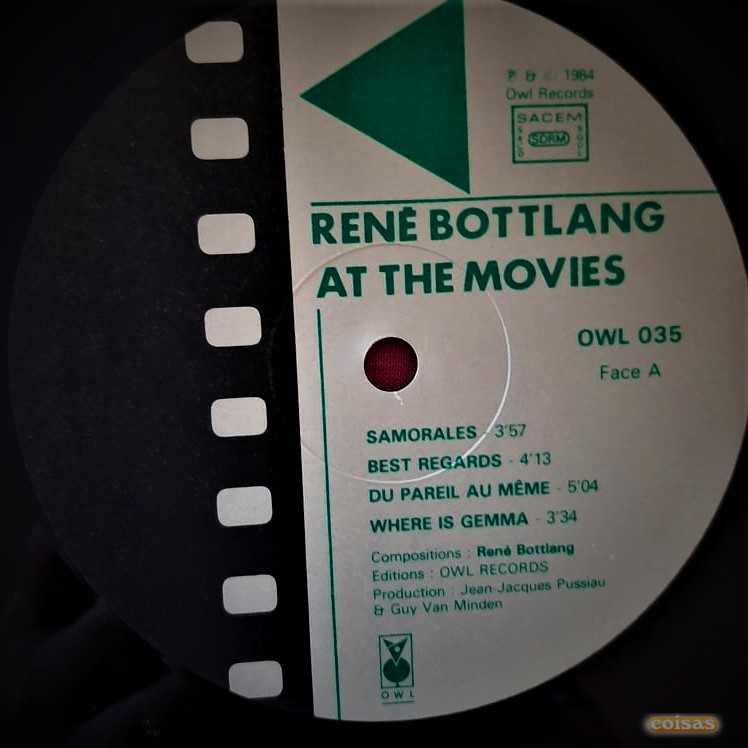 ℗ & © 1984
Owl Records
SACEM
SACD SDRM SGDL
RENÉ BOTTLANG
AT THE MOVIES
OWL 035
Face A
SAMORALES - 3'57
BEST REGARDS - 4'13
DU PAREIL AU MÊME - 5'04
WHERE IS GEMMA - 3'34
Compositions : René Bottlang
Editions : OWL RECORDS
Production : Jean-Jacques Pussiau
& Guy Van Minden
OWL
coisas